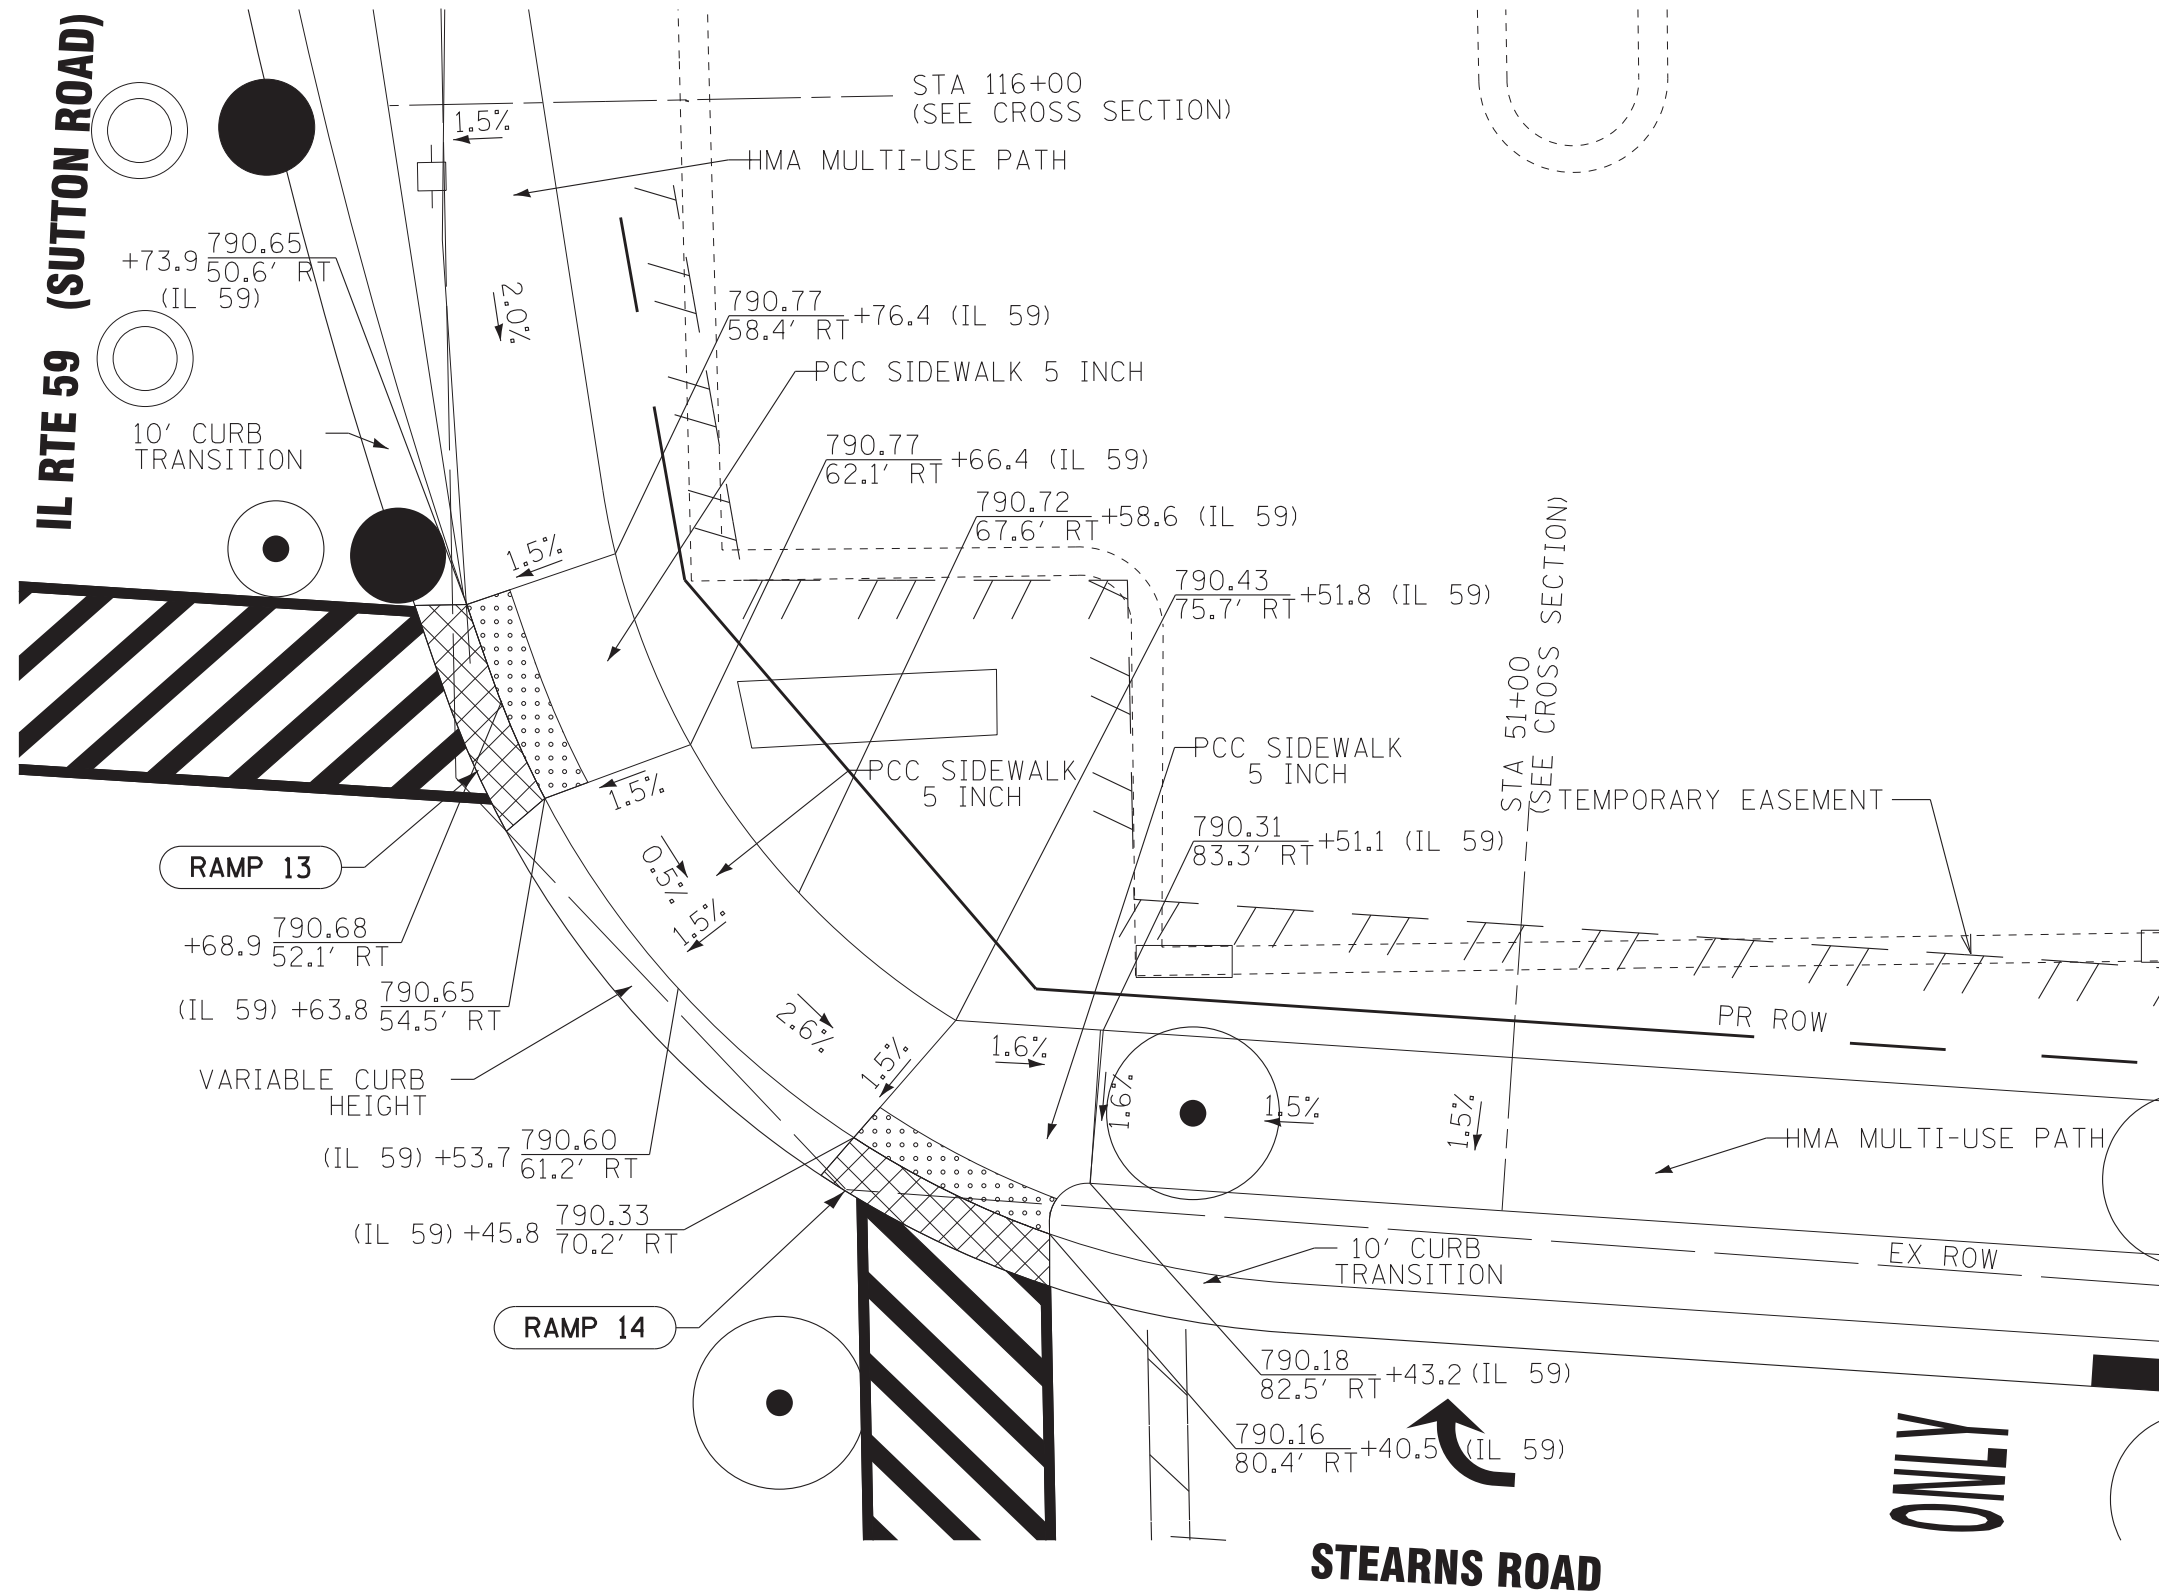 IL RTE 59 (SUTTON ROAD)
STA 116+00
(SEE CROSS SECTION)
1.5%
HMA MULTI-USE PATH
+73.9 790.65
50.6' RT
(IL 59)
2.0%
790.77
58.4' RT +76.4 (IL 59)
PCC SIDEWALK 5 INCH
10' CURB
TRANSITION
790.77
62.1' RT +66.4 (IL 59)
790.72
67.6' RT +58.6 (IL 59)
1.5%
790.43
75.7' RT +51.8 (IL 59)
STA 51+00
(SEE CROSS SECTION)
PCC SIDEWALK
5 INCH
PCC SIDEWALK
5 INCH
1.5%
TEMPORARY EASEMENT
790.31
83.3' RT +51.1 (IL 59)
RAMP 13
0.5%
1.5%
+68.9 790.68
52.1' RT
(IL 59) +63.8 790.65
54.5' RT
2.6%
PR ROW
1.5%
1.6%
VARIABLE CURB
HEIGHT
1.6%
1.5%
1.5%
HMA MULTI-USE PATH
(IL 59) +53.7 790.60
61.2' RT
(IL 59) +45.8 790.33
70.2' RT
10' CURB
TRANSITION
EX ROW
RAMP 14
790.18
82.5' RT +43.2 (IL 59)
790.16
80.4' RT +40.5 (IL 59)
ONLY
STEARNS ROAD